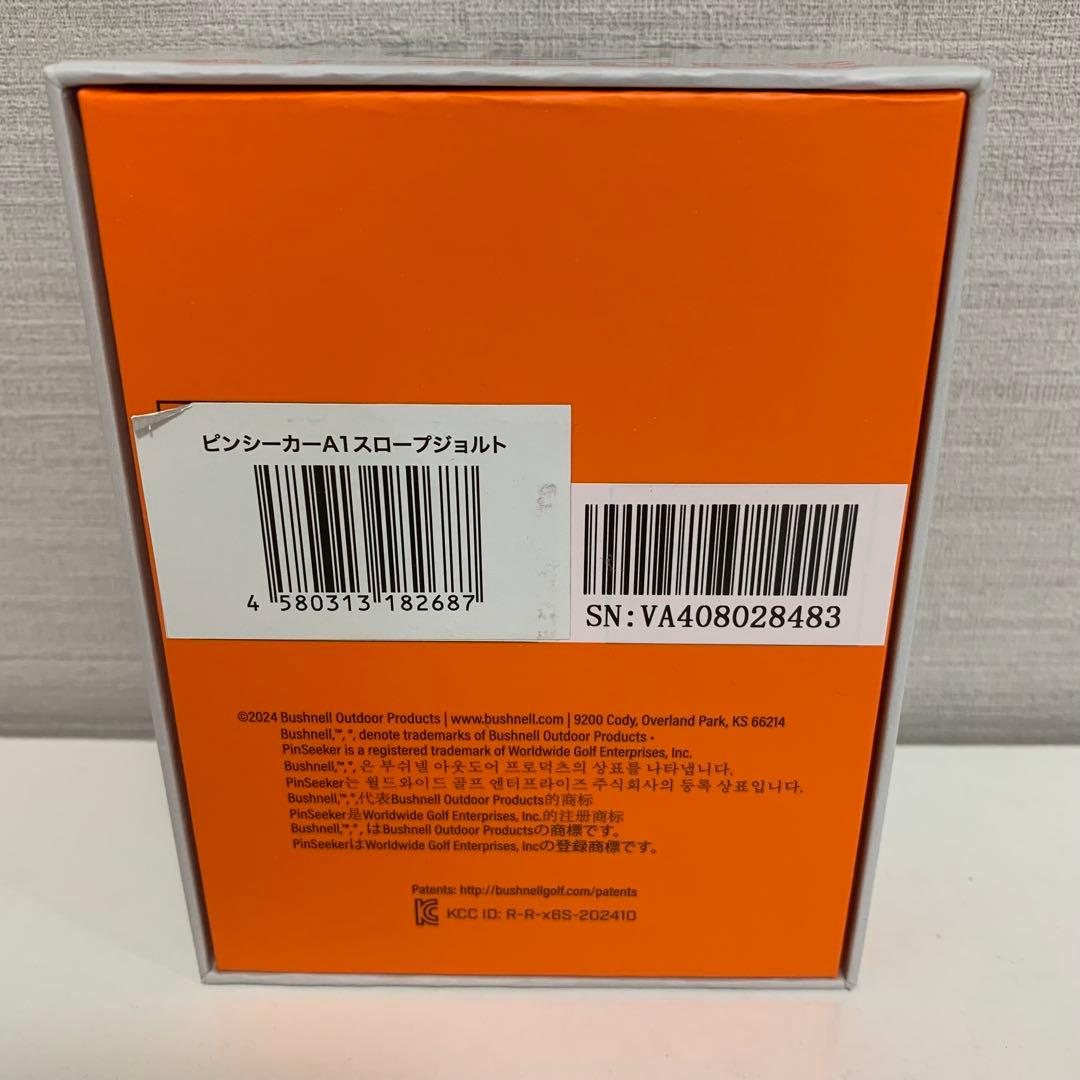 ピンシーカーA1スロープジョルト
4 580313 182687
SN:VA408028483
©2024 Bushnell Outdoor Products | www.bushnell.com | 9200 Cody, Overland Park, KS 66214
Bushnell,™,®, denote trademarks of Bushnell Outdoor Products •
PinSeeker is a registered trademark of Worldwide Golf Enterprises, Inc.
Bushnell,™,®, 은 부쉬넬 아웃도어 프로덕츠의 상표를 나타냅니다.
PinSeeker는 월드와이드 골프 엔터프라이즈 주식회사의 등록 상표입니다.
Bushnell,™,®,代表Bushnell Outdoor Products的商标
PinSeeker是Worldwide Golf Enterprises, Inc.的注册商标
Bushnell,™,®, はBushnell Outdoor Productsの商標です。
PinSeekerはWorldwide Golf Enterprises, Incの登録商標です。
Patents: http://bushnellgolf.com/patents
KCC ID: R-R-x6S-202410